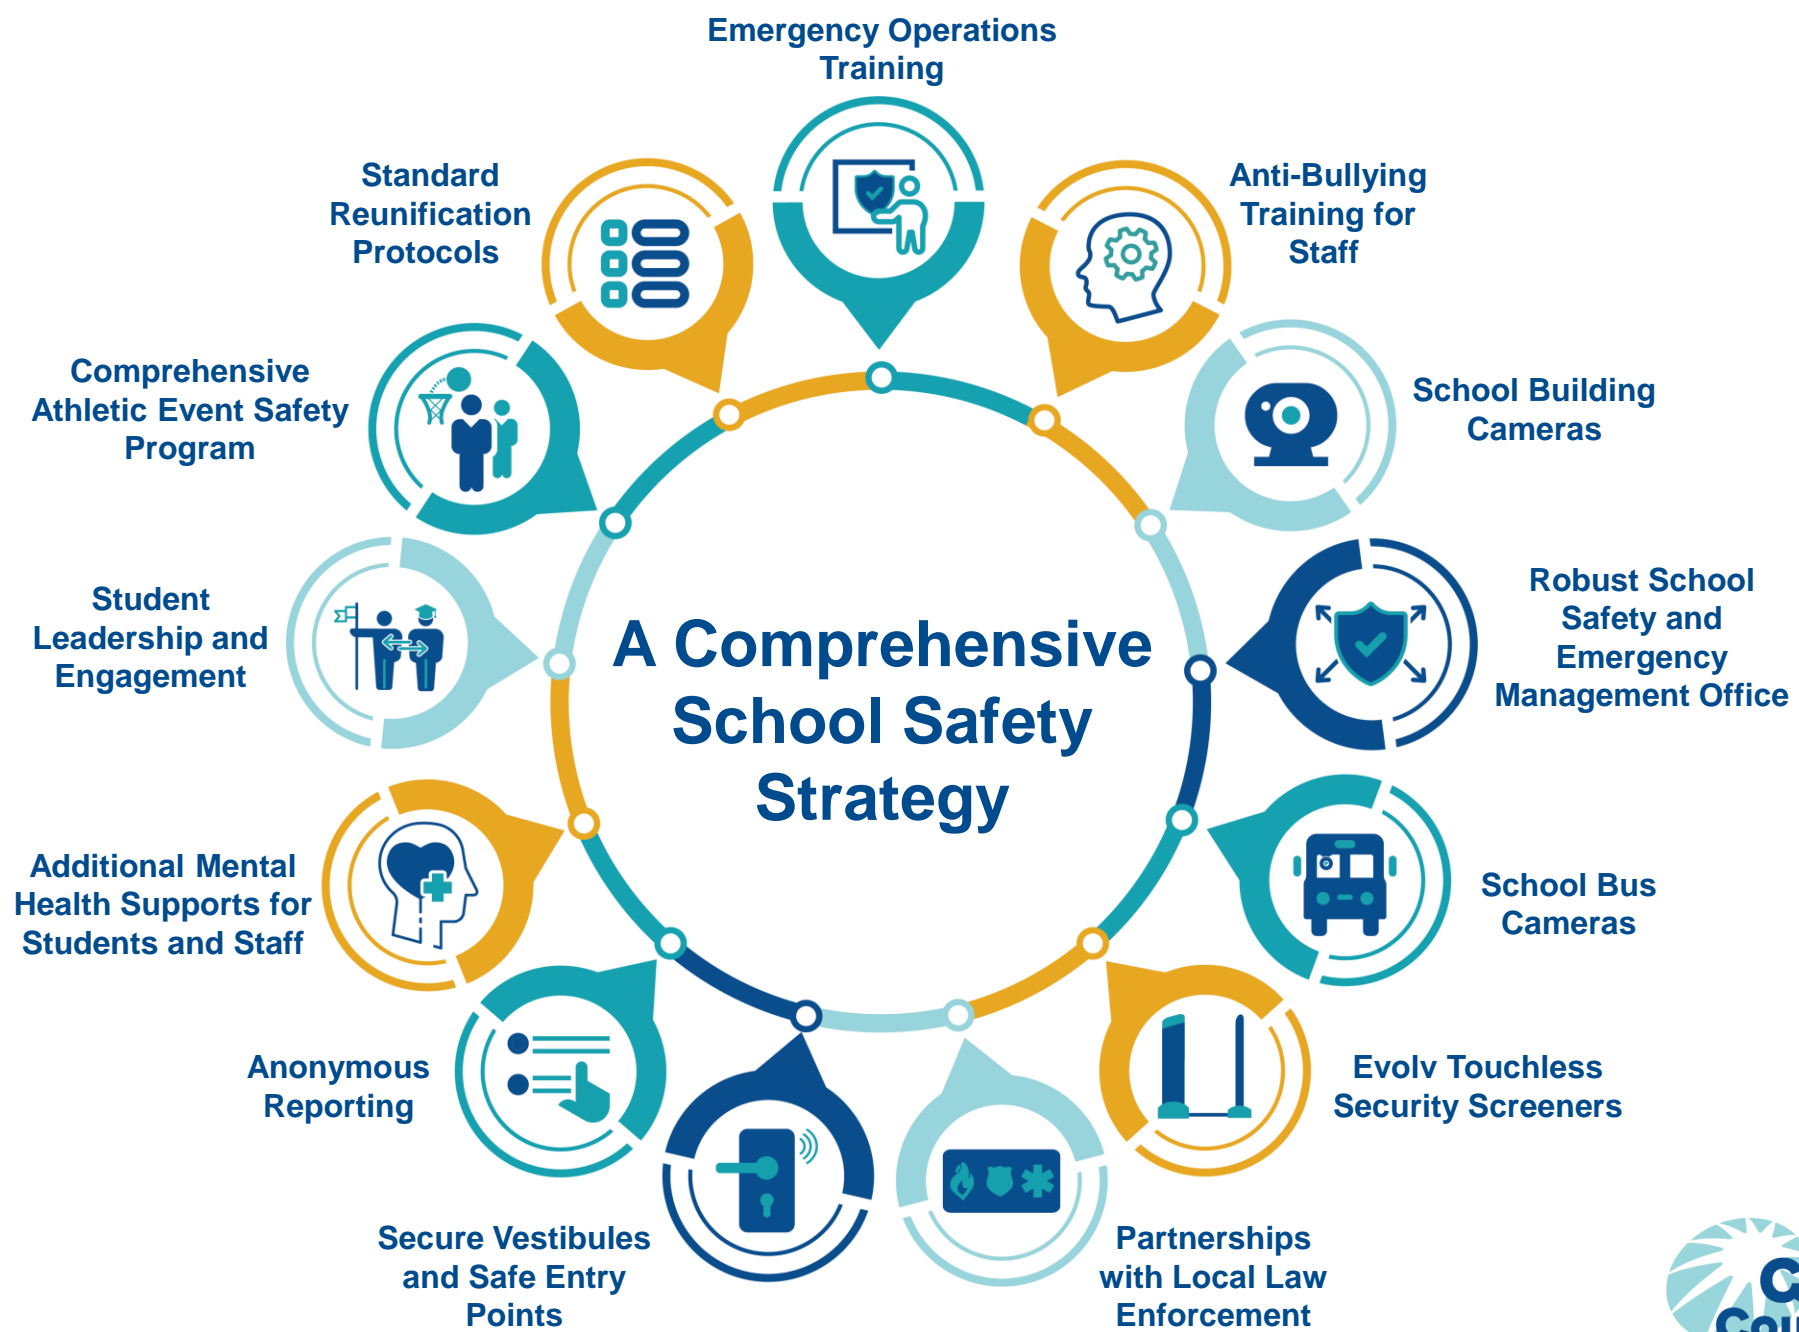 Emergency Operations
Training
Standard
Reunification
Protocols
Anti-Bullying
Training for
Staff
Comprehensive
Athletic Event Safety
Program
School Building
Cameras
Student
Leadership and
Engagement
A Comprehensive
School Safety
Strategy
Robust School
Safety and
Emergency
Management Office
Additional Mental
Health Supports for
Students and Staff
School Bus
Cameras
Anonymous
Reporting
Evolv Touchless
Security Screeners
Secure Vestibules
and Safe Entry
Points
Partnerships
with Local Law
Enforcement